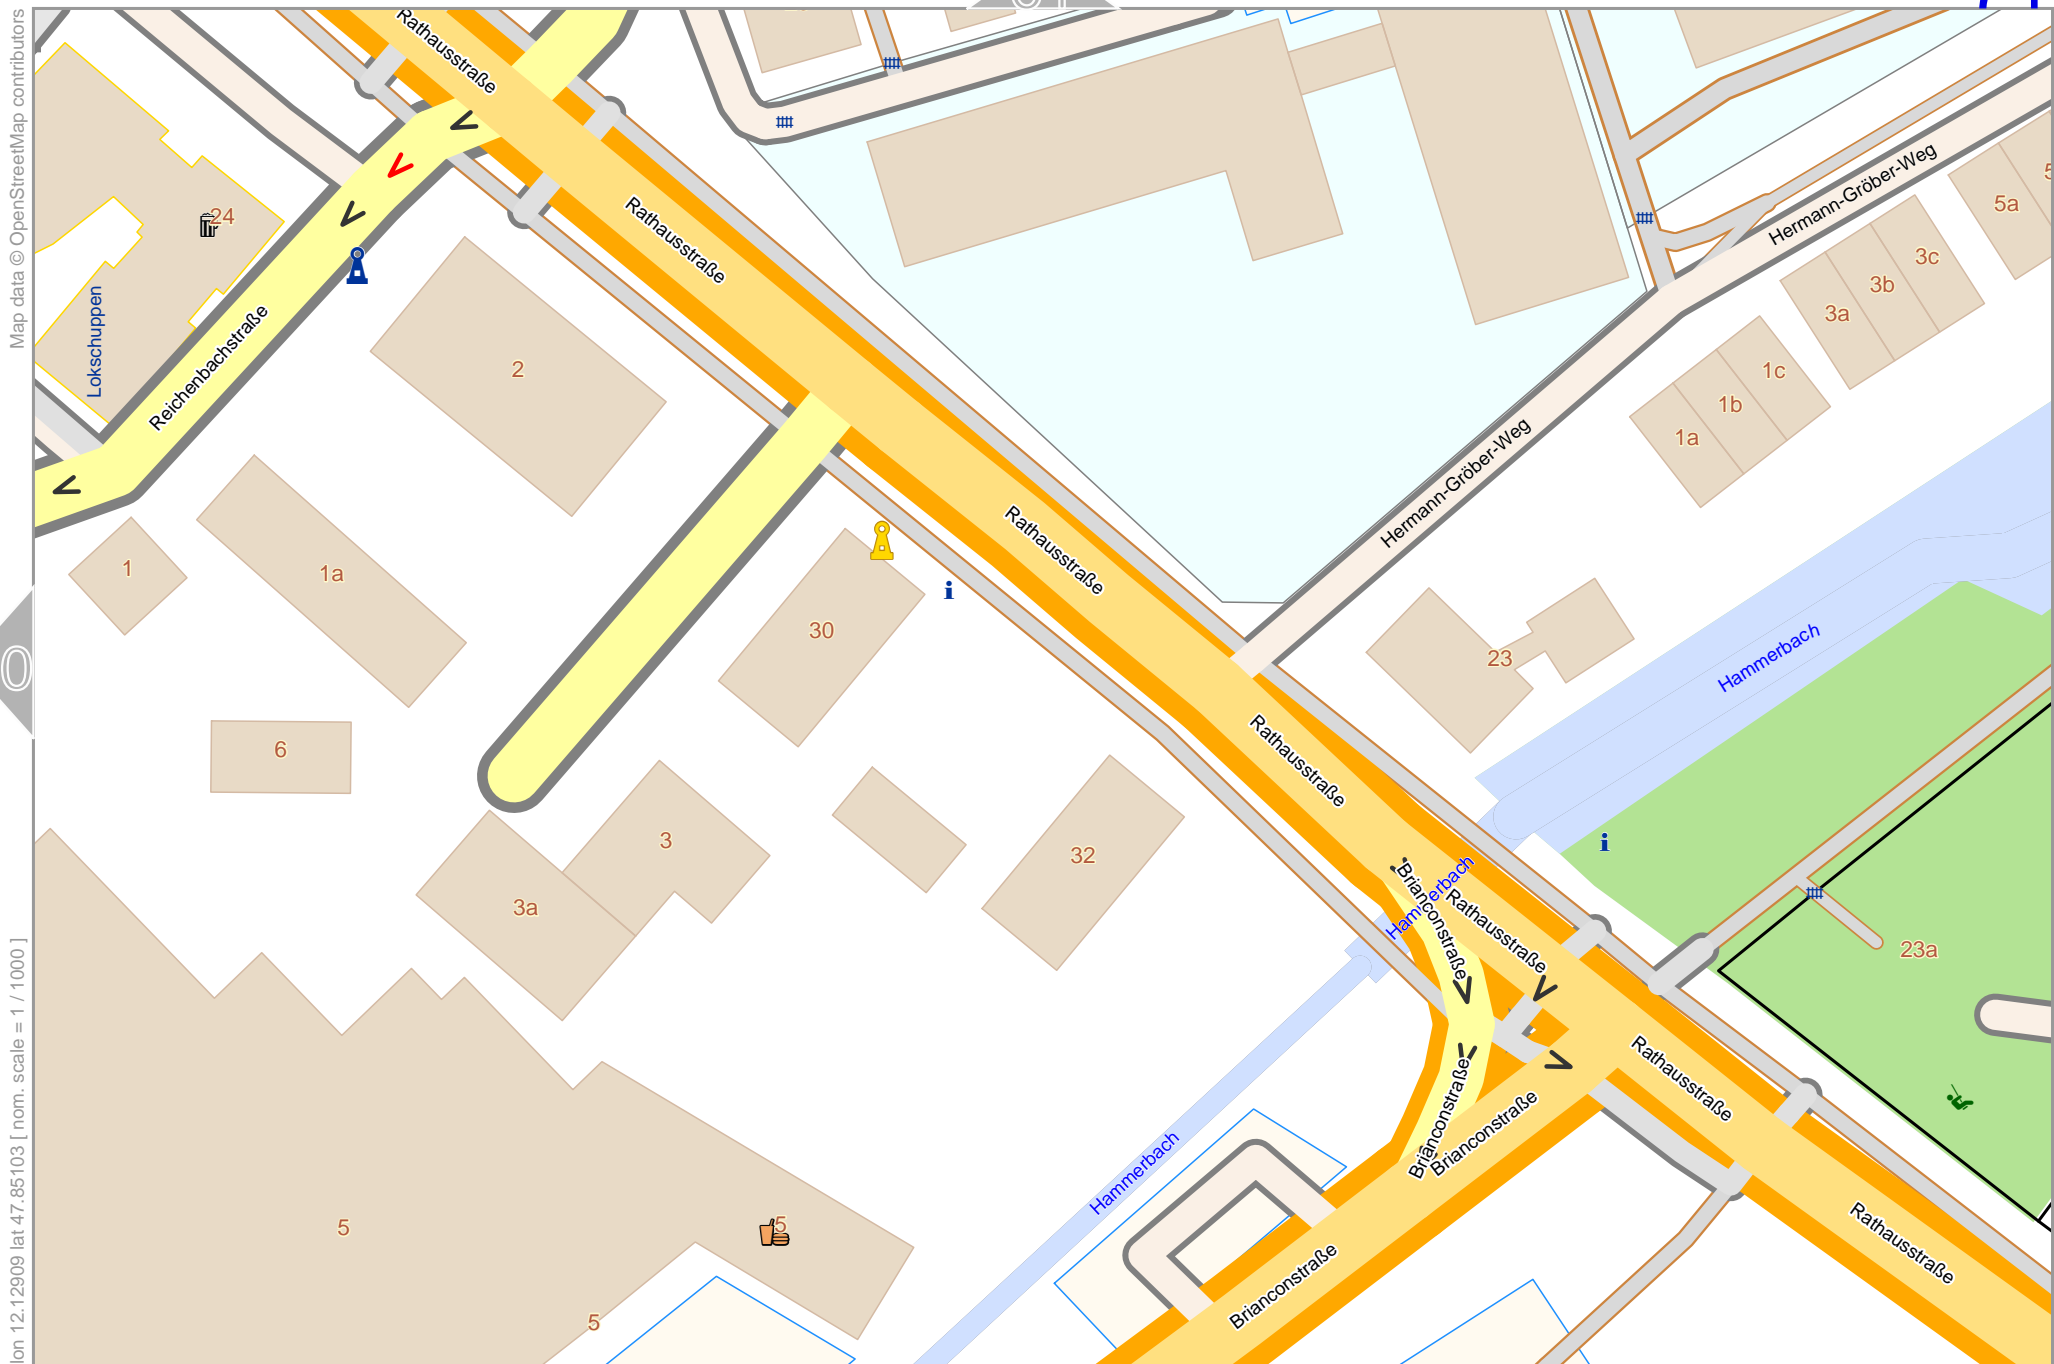 Map data © OpenStreetMap contributors
lon 12.12909 lat 47.85103 [ nom. scale = 1 / 1000 ]
0
Rathausstraße
Rathausstraße
Rathausstraße
Rathausstraße
Rathausstraße
Rathausstraße
Rathausstraße
Reichenbachstraße
Lokschuppen
Hermann-Gröber-Weg
Hermann-Gröber-Weg
Hammerbach
Hammerbach
Hammerbach
Brianconstraße
Brianconstraße
Brianconstraße
Brianconstraße
24
2
1
1a
6
30
3
3a
32
5
5
5
23
23a
1a
1b
1c
3a
3b
3c
5a
5
i
i